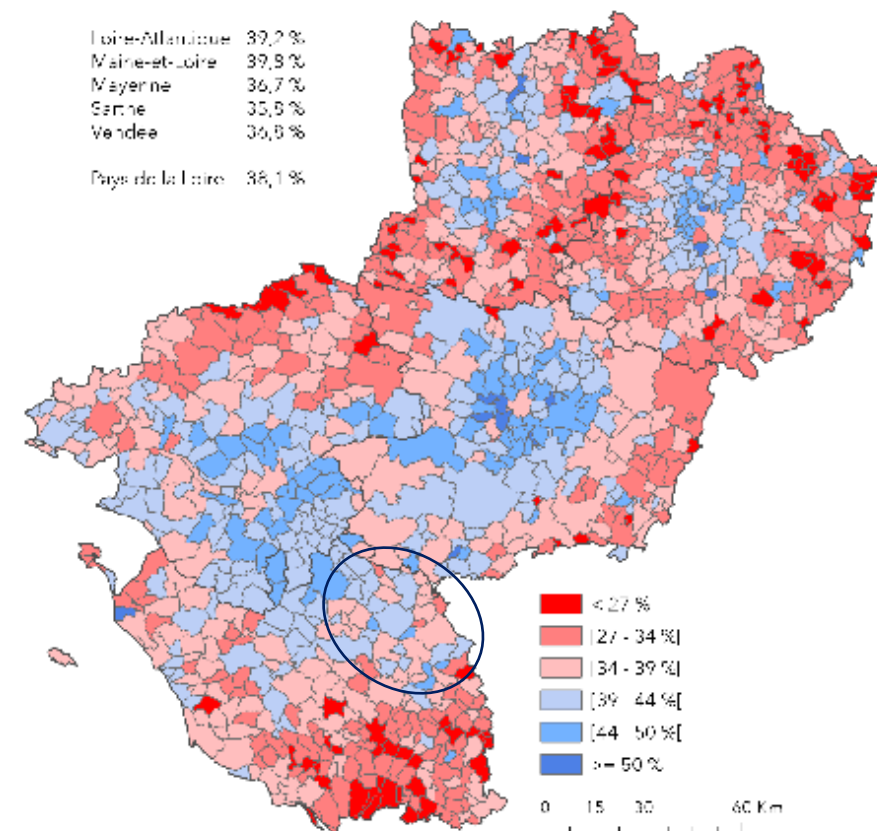 Loire-Atlantique 39,2 %
Maine-et-Loire 39,8 %
Mayenne 36,7 %
Sarthe 35,8 %
Vendée 36,8 %
Pays de la Loire 38,1 %
< 27 %
[27 - 34 %[
[34 - 39 %[
[39 - 44 %[
[44 - 50 %[
>= 50 %
0 15 30 60 Km